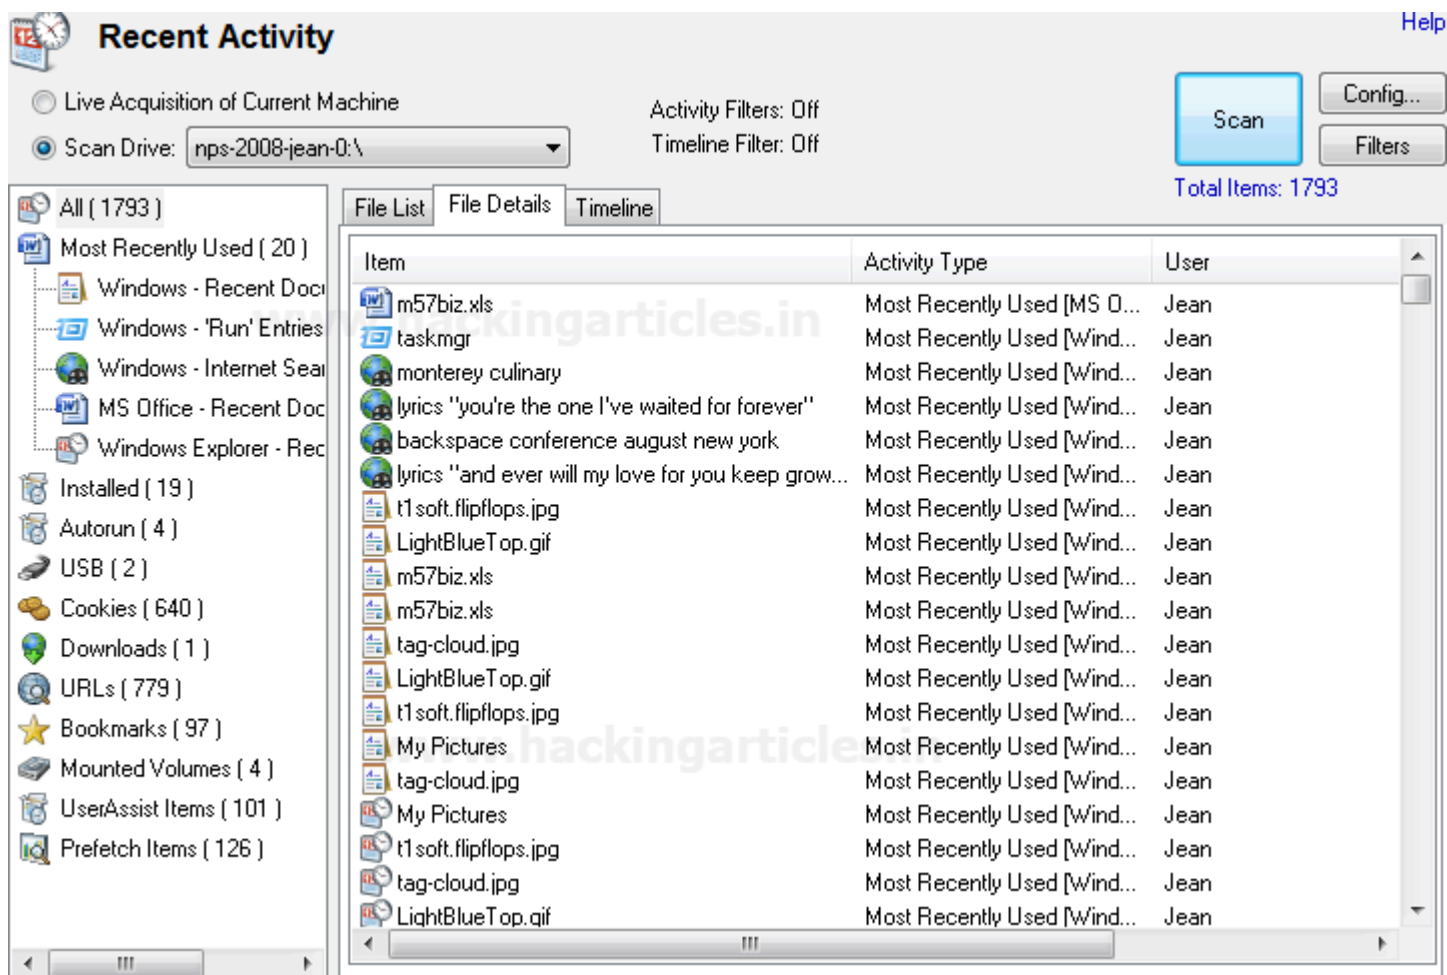 Recent Activity
Help
Live Acquisition of Current Machine
Scan Drive: nps-2008-jean-0:\
Activity Filters: Off
Timeline Filter: Off
Scan
Config...
Filters
Total Items: 1793
All ( 1793 )
Most Recently Used ( 20 )
Windows - Recent Docu
Windows - 'Run' Entries
Windows - Internet Sear
MS Office - Recent Doc
Windows Explorer - Rec
Installed ( 19 )
Autorun ( 4 )
USB ( 2 )
Cookies ( 640 )
Downloads ( 1 )
URLs ( 779 )
Bookmarks ( 97 )
Mounted Volumes ( 4 )
UserAssist Items ( 101 )
Prefetch Items ( 126 )
File List File Details Timeline
Item Activity Type User
m57biz.xls Most Recently Used [MS O... Jean
www.hackingarticles.in
taskmgr Most Recently Used [Wind... Jean
monterey culinary Most Recently Used [Wind... Jean
lyrics "you're the one I've waited for forever" Most Recently Used [Wind... Jean
backspace conference august new york Most Recently Used [Wind... Jean
lyrics "and ever will my love for you keep grow... Most Recently Used [Wind... Jean
t1soft.flipflops.jpg Most Recently Used [Wind... Jean
LightBlueTop.gif Most Recently Used [Wind... Jean
m57biz.xls Most Recently Used [Wind... Jean
m57biz.xls Most Recently Used [Wind... Jean
tag-cloud.jpg Most Recently Used [Wind... Jean
LightBlueTop.gif Most Recently Used [Wind... Jean
t1soft.flipflops.jpg Most Recently Used [Wind... Jean
My Pictures Most Recently Used [Wind... Jean
www.hackingarticles.in
tag-cloud.jpg Most Recently Used [Wind... Jean
My Pictures Most Recently Used [Wind... Jean
t1soft.flipflops.jpg Most Recently Used [Wind... Jean
tag-cloud.jpg Most Recently Used [Wind... Jean
LightBlueTop.gif Most Recently Used [Wind... Jean